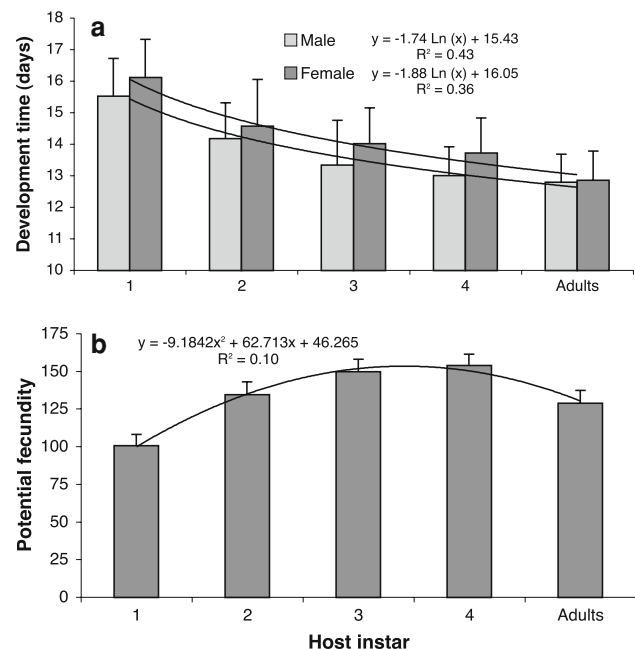 a
Male
y = -1.74 Ln (x) + 15.43
R² = 0.43
Female
y = -1.88 Ln (x) + 16.05
R² = 0.36
Development time (days)
18
17
16
15
14
13
12
16
10
1 2 3 4 Adults
b
y = -9.1842x² + 62.713x + 46.265
R² = 0.10
Potential fecundity
175
150
125
100
75
50
25
0
1 2 3 4 Adults
Host instar